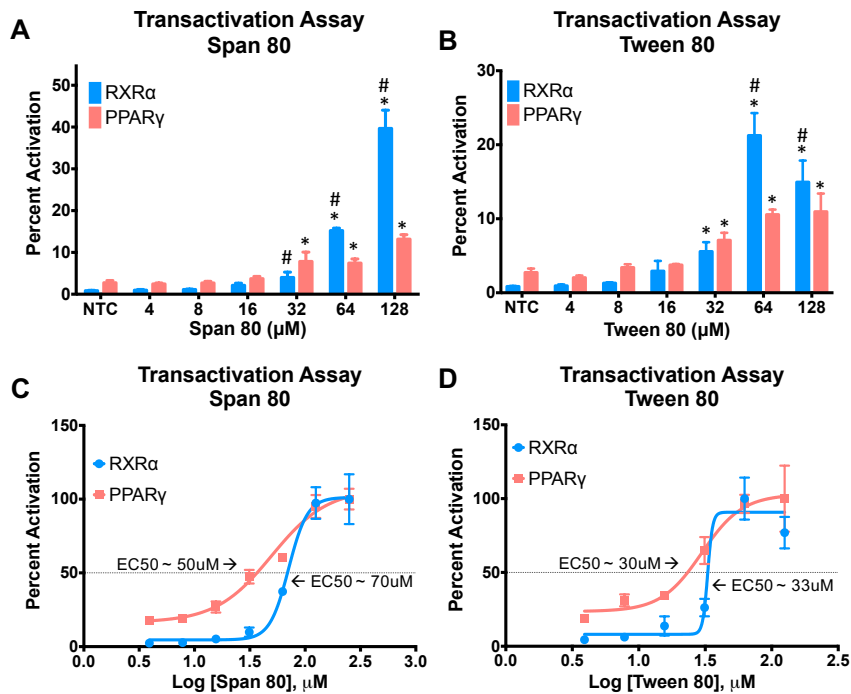 A
Transactivation Assay
Span 80
Percent Activation
50
40
30
20
10
0
RXRα
PPARγ
#
*
*
#
*
*
#
*
NTC 4 8 16 32 64 128
Span 80 (µM)
B
Transactivation Assay
Tween 80
Percent Activation
30
20
10
0
RXRα
PPARγ
* *
#
*
*
#
*
*
NTC 4 8 16 32 64 128
Tween 80 (µM)
C
Transactivation Assay
Span 80
Percent Activation
150
100
50
0
RXRα
PPARγ
EC50 ~ 50uM →
← EC50 ~ 70uM
0.0 0.5 1.0 1.5 2.0 2.5 3.0
Log [Span 80], µM
D
Transactivation Assay
Tween 80
Percent Activation
150
100
50
0
RXRα
PPARγ
EC50 ~ 30uM →
← EC50 ~ 33uM
0.0 0.5 1.0 1.5 2.0 2.5
Log [Tween 80], µM